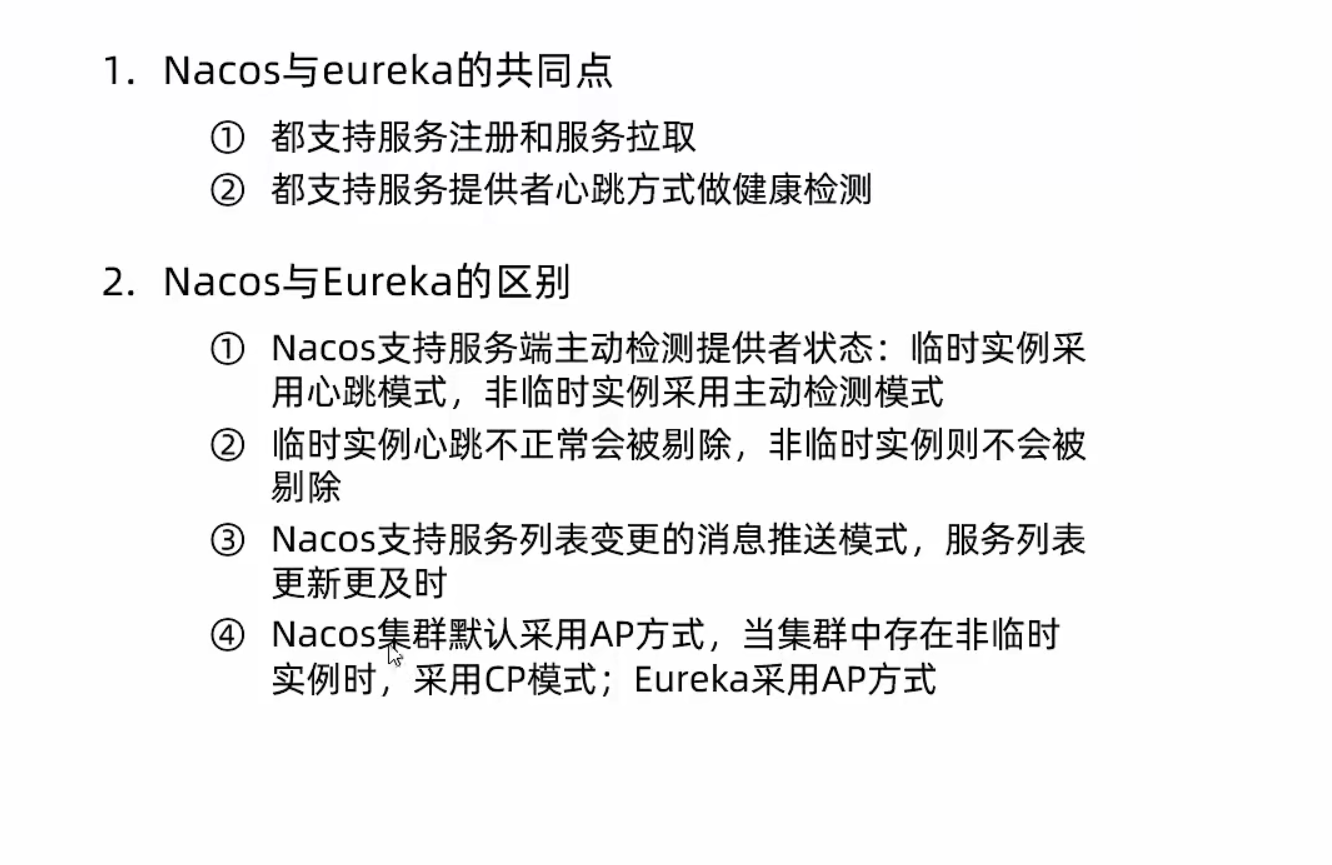 1. Nacos与eureka的共同点
① 都支持服务注册和服务拉取
② 都支持服务提供者心跳方式做健康检测
2. Nacos与Eureka的区别
① Nacos支持服务端主动检测提供者状态：临时实例采
用心跳模式，非临时实例采用主动检测模式
② 临时实例心跳不正常会被剔除，非临时实例则不会被
剔除
③ Nacos支持服务列表变更的消息推送模式，服务列表
更新更及时
④ Nacos集群默认采用AP方式，当集群中存在非临时
实例时，采用CP模式；Eureka采用AP方式